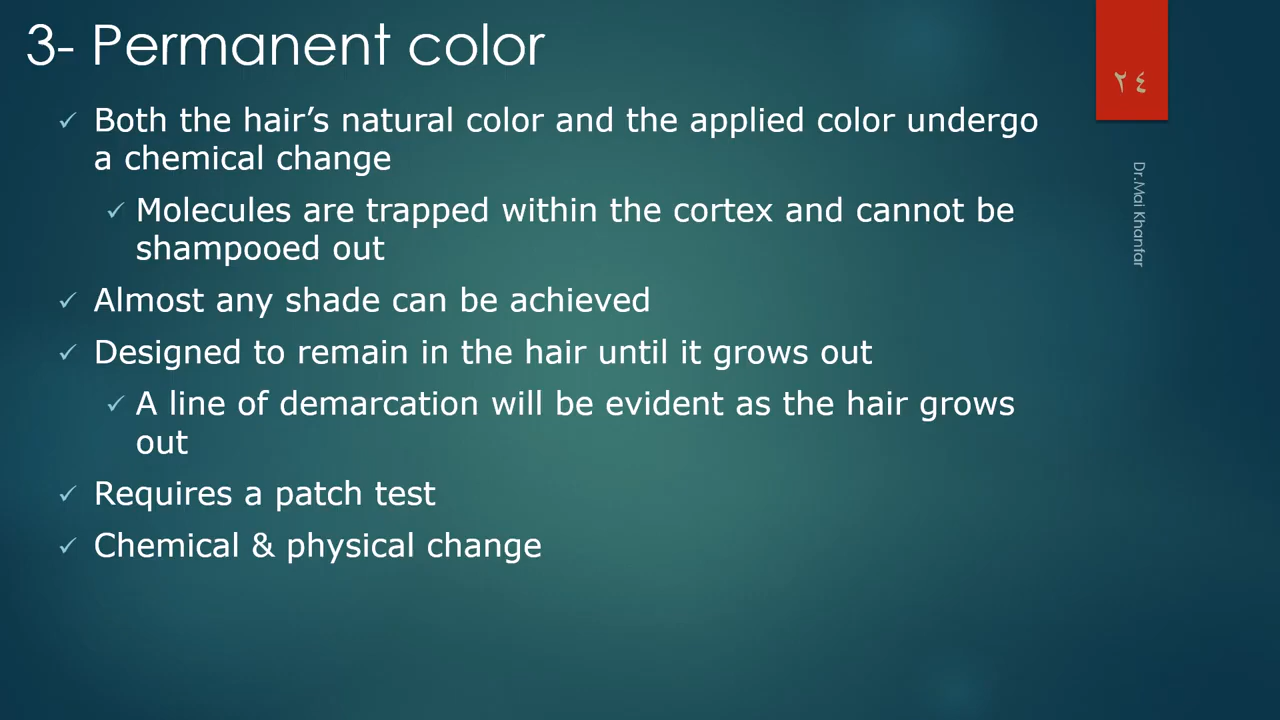 3- Permanent color
٢٤
✓ Both the hair’s natural color and the applied color undergo
a chemical change
✓ Molecules are trapped within the cortex and cannot be
shampooed out
✓ Almost any shade can be achieved
✓ Designed to remain in the hair until it grows out
✓ A line of demarcation will be evident as the hair grows
out
✓ Requires a patch test
✓ Chemical & physical change
Dr.Mai Khanfar